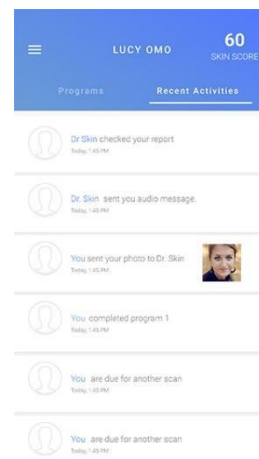 60
LUCY OMO
SKIN SCORE
Programs
Recent Activities
Dr Skin checked your report
Today, 1:45 PM
Dr. Skin sent you audio message.
Today, 1:45 PM
You sent your photo to Dr. Skin
Today, 1:45 PM
You completed program 1
Today, 1:45 PM
You are due for another scan
Today, 1:45 PM
You are due for another scan
Today, 1:45 PM